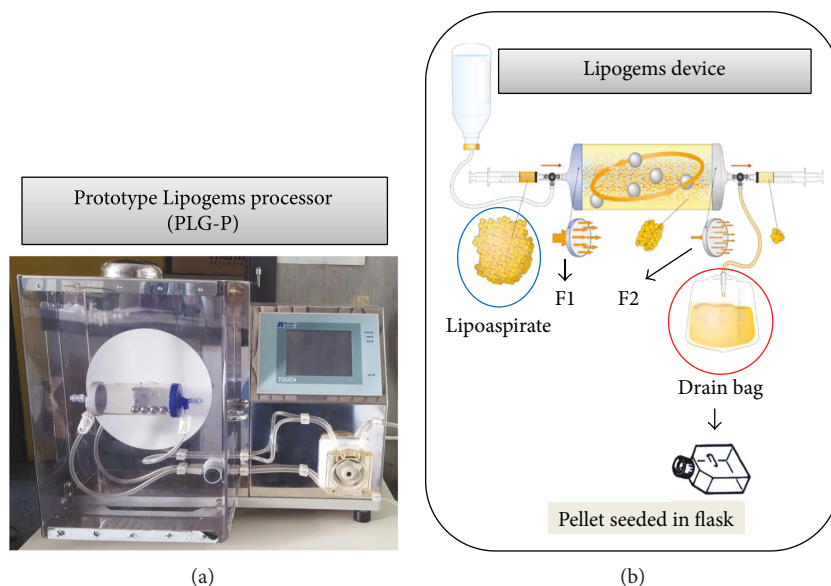 Prototype Lipogems processor
(PLG-P)
TOUCH
(a)
Lipogems device
Lipoaspirate
F1
F2
Drain bag
Pellet seeded in flask
(b)